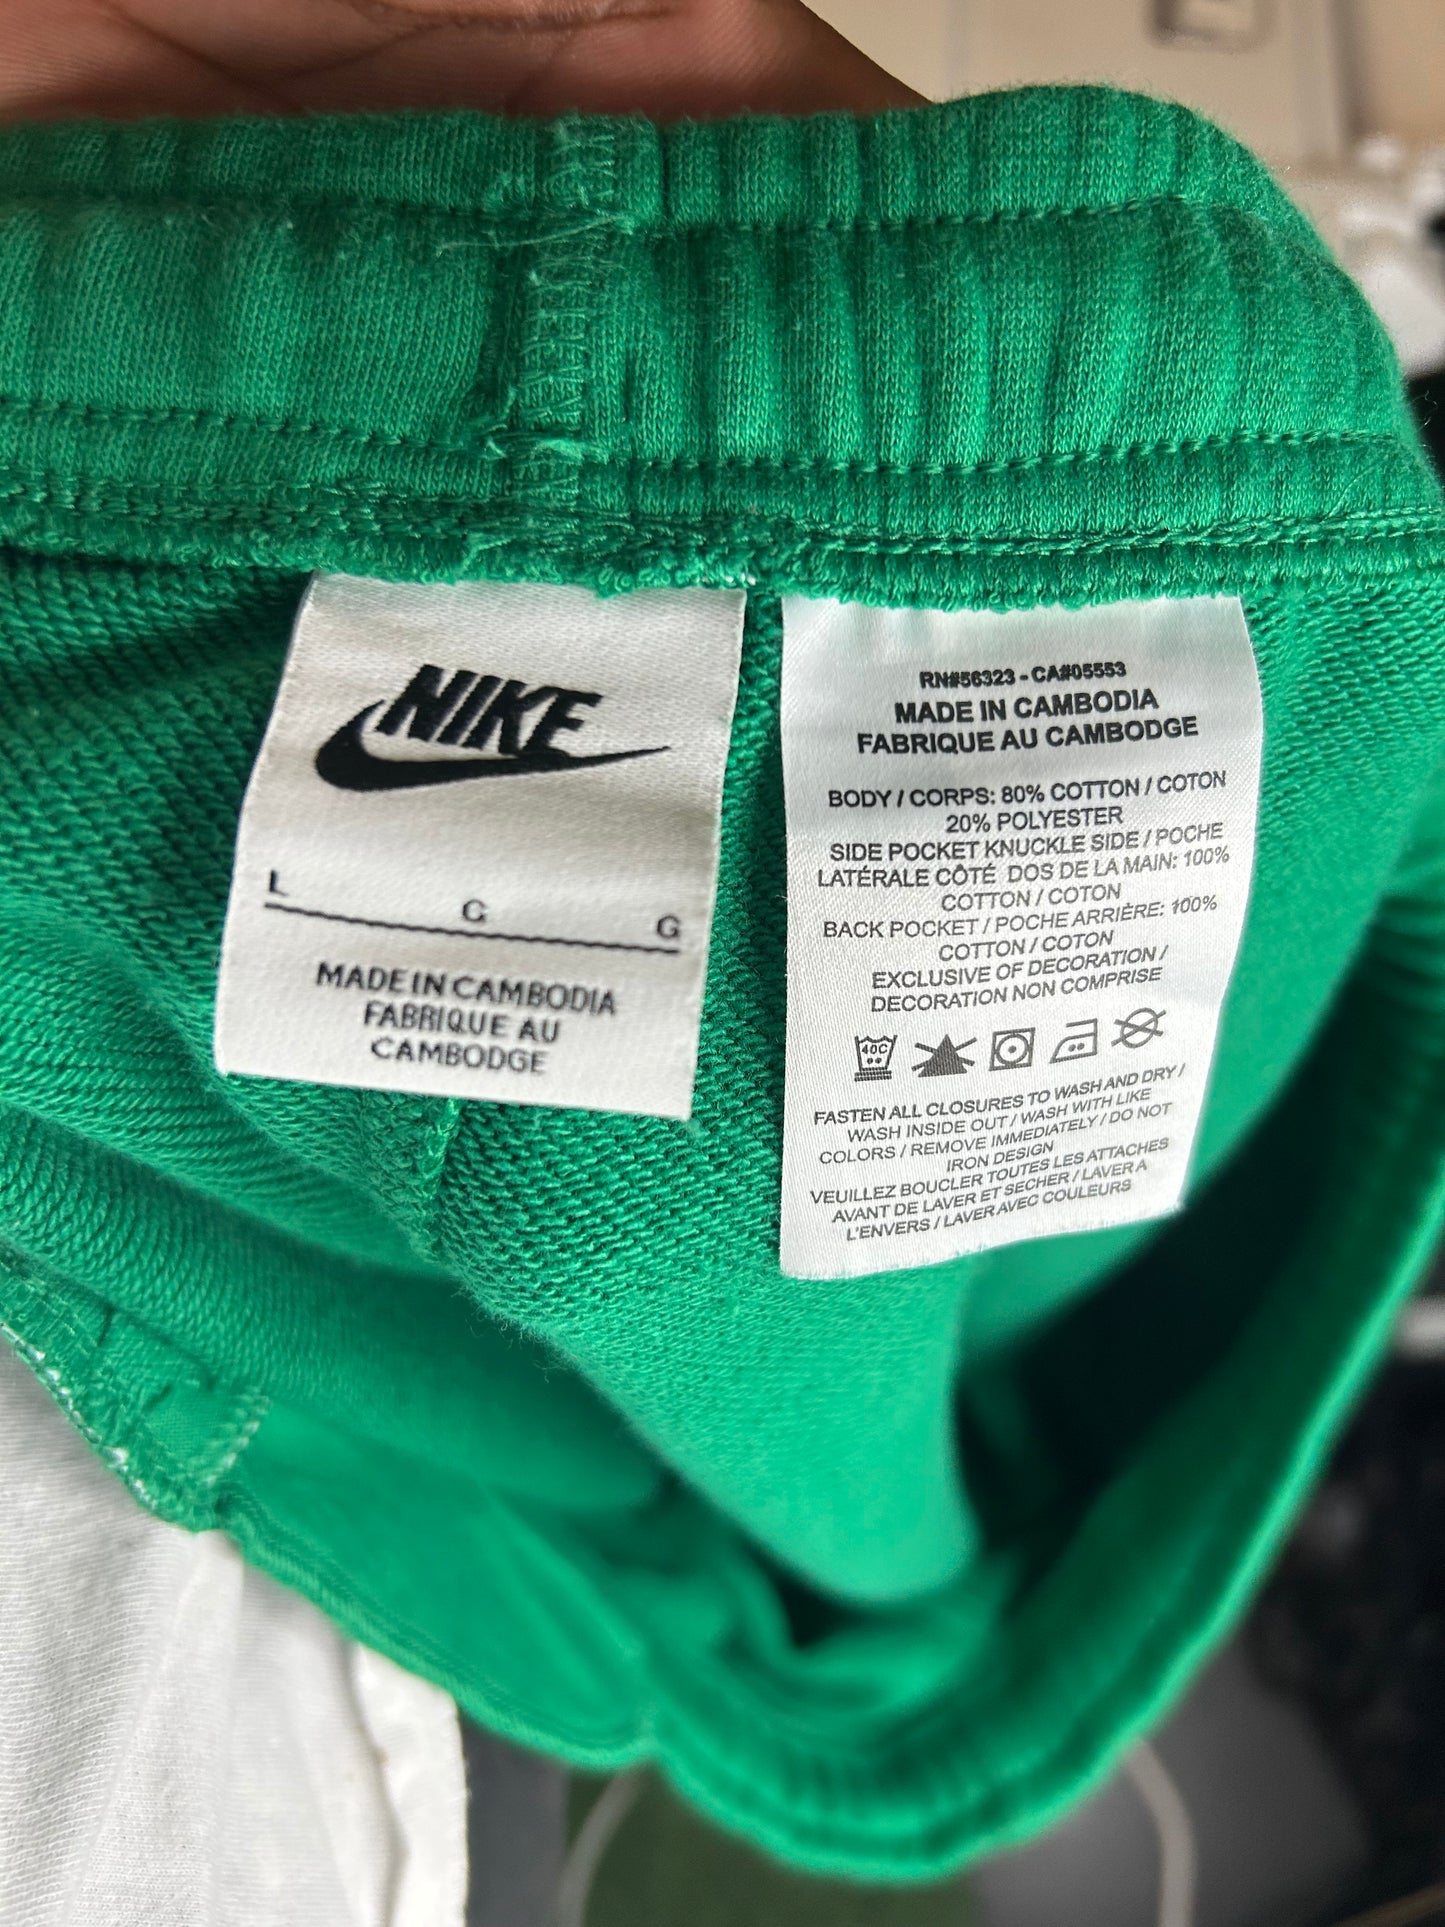 NIKE
L G G
MADE IN CAMBODIA
FABRIQUE AU
CAMBODGE
RN#56323 - CA#05553
MADE IN CAMBODIA
FABRIQUE AU CAMBODGE
BODY / CORPS: 80% COTTON / COTON
20% POLYESTER
SIDE POCKET KNUCKLE SIDE / POCHE
LATÉRALE CÔTÉ DOS DE LA MAIN: 100%
COTTON / COTON
BACK POCKET / POCHE ARRIÈRE: 100%
COTTON / COTON
EXCLUSIVE OF DECORATION /
DECORATION NON COMPRISE
40C
FASTEN ALL CLOSURES TO WASH AND DRY /
WASH INSIDE OUT / WASH WITH LIKE
COLORS / REMOVE IMMEDIATELY / DO NOT
IRON DESIGN
VEUILLEZ BOUCLER TOUTES LES ATTACHES
AVANT DE LAVER ET SECHER / LAVER A
L'ENVERS / LAVER AVEC COULEURS